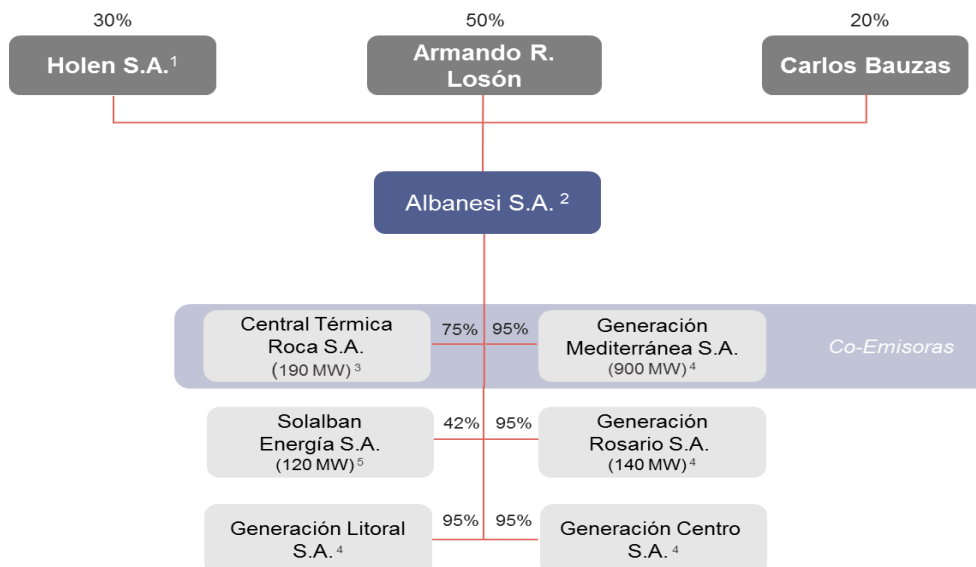 30%
50%
20%
Holen S.A.¹
Armando R.
Losón
Carlos Bauzas
Albanesi S.A. ²
Central Térmica
Roca S.A.
(190 MW) ³
75%
95%
Generación
Mediterránea S.A.
(900 MW) ⁴
Co-Emisoras
Solalban
Energía S.A.
(120 MW) ⁵
42%
95%
Generación
Rosario S.A.
(140 MW) ⁴
Generación Litoral
S.A. ⁴
95%
95%
Generación Centro
S.A. ⁴